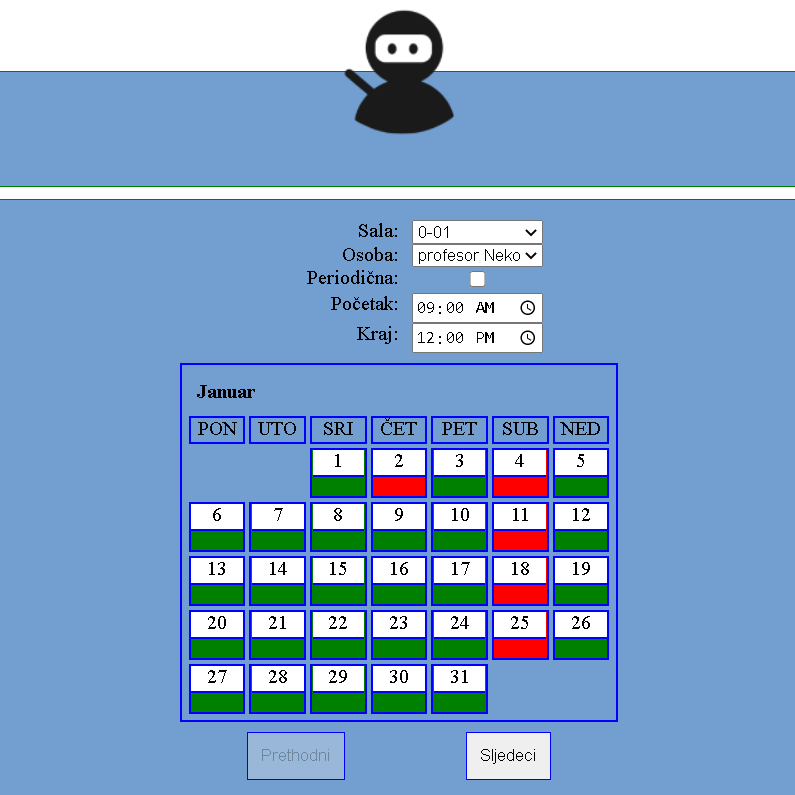 Sala: 0-01
Osoba: profesor Neko
Periodična:
Početak: 09:00 AM
Kraj: 12:00 PM
Januar
PON UTO SRI ČET PET SUB NED
1 2 3 4 5
6 7 8 9 10 11 12
13 14 15 16 17 18 19
20 21 22 23 24 25 26
27 28 29 30 31
Prethodni Sljedeci